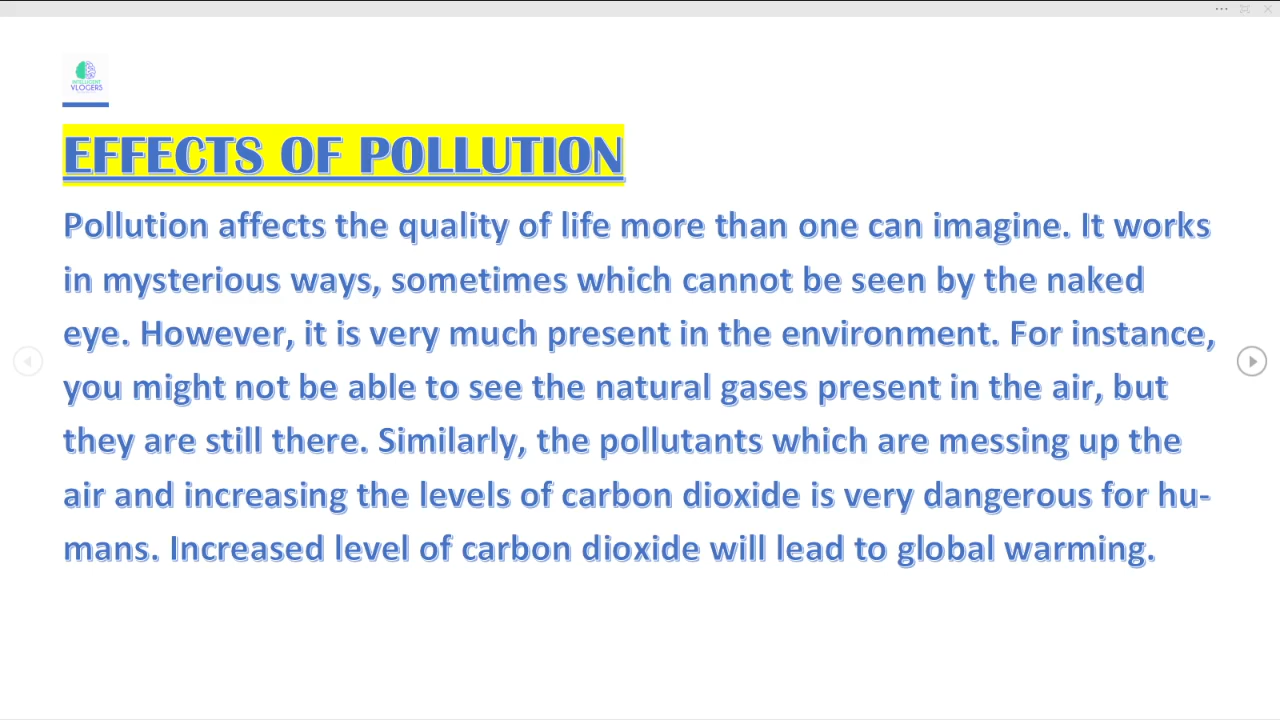 INTELLIGENT
VLOGERS
EFFECTS OF POLLUTION
Pollution affects the quality of life more than one can imagine. It works
in mysterious ways, sometimes which cannot be seen by the naked
eye. However, it is very much present in the environment. For instance,
you might not be able to see the natural gases present in the air, but
they are still there. Similarly, the pollutants which are messing up the
air and increasing the levels of carbon dioxide is very dangerous for hu-
mans. Increased level of carbon dioxide will lead to global warming.